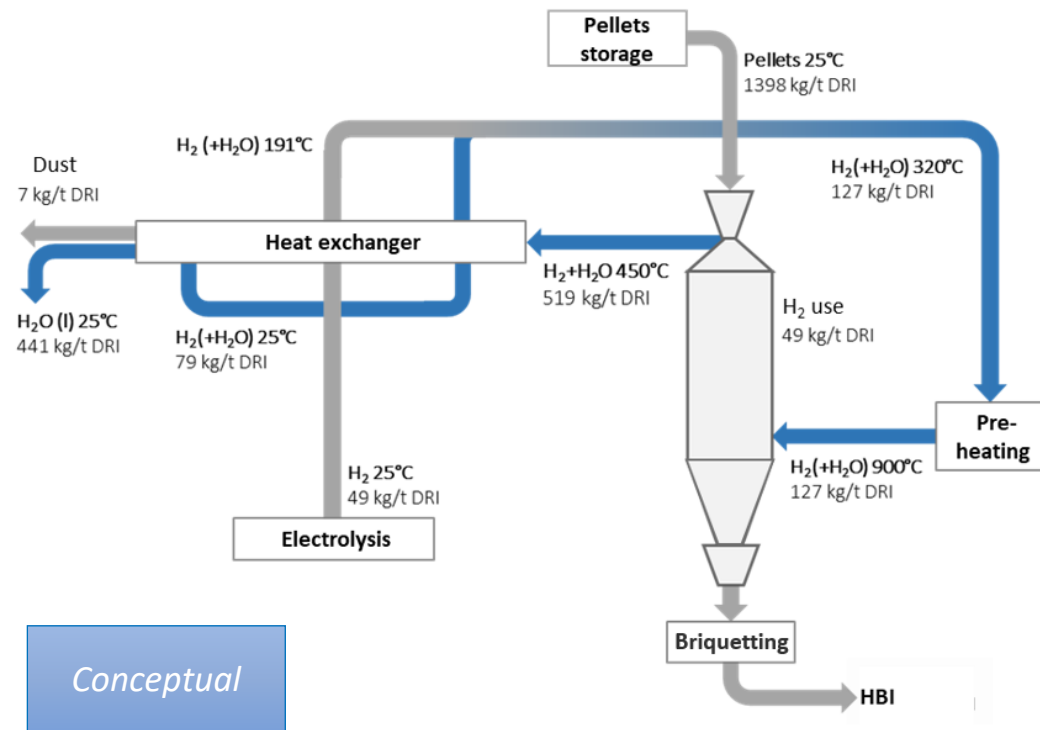 Pellets
storage
Pellets 25°C
1398 kg/t DRI
H₂ (+H₂O) 191°C
H₂(+H₂O) 320°C
127 kg/t DRI
Dust
7 kg/t DRI
Heat exchanger
H₂+H₂O 450°C
519 kg/t DRI
H₂ use
49 kg/t DRI
H₂O (l) 25°C
441 kg/t DRI
H₂(+H₂O) 25°C
79 kg/t DRI
Pre-
heating
H₂(+H₂O) 900°C
127 kg/t DRI
H₂ 25°C
49 kg/t DRI
Electrolysis
Briquetting
Conceptual
HBI